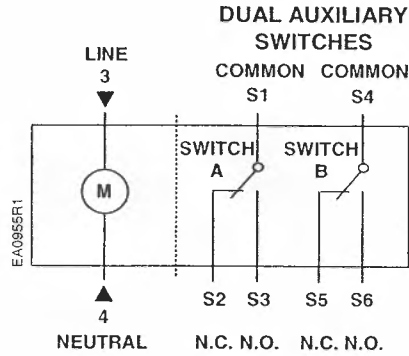 DUAL AUXILIARY
SWITCHES
LINE
3
COMMON COMMON
S1 S4
SWITCH
A
SWITCH
B
M
EA0955R1
4
NEUTRAL
S2 S3 S5 S6
N.C. N.O. N.C. N.O.